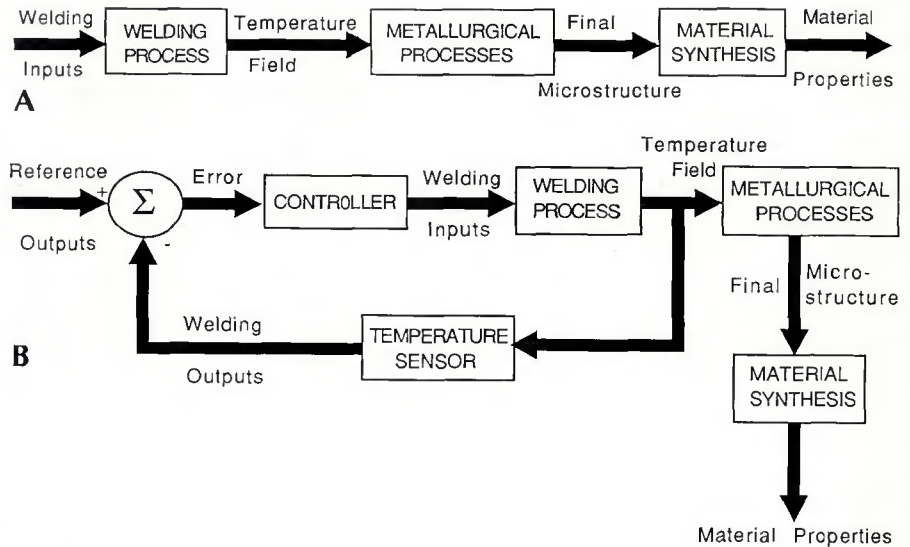 Welding
Inputs
WELDING
PROCESS
Temperature
Field
METALLURGICAL
PROCESSES
Final
Microstructure
MATERIAL
SYNTHESIS
Material
Properties
A
Reference
Outputs
+
Σ
-
Error
CONTROLLER
Welding
Inputs
WELDING
PROCESS
Temperature
Field
METALLURGICAL
PROCESSES
Final
Micro-
structure
Welding
Outputs
TEMPERATURE
SENSOR
B
MATERIAL
SYNTHESIS
Material Properties